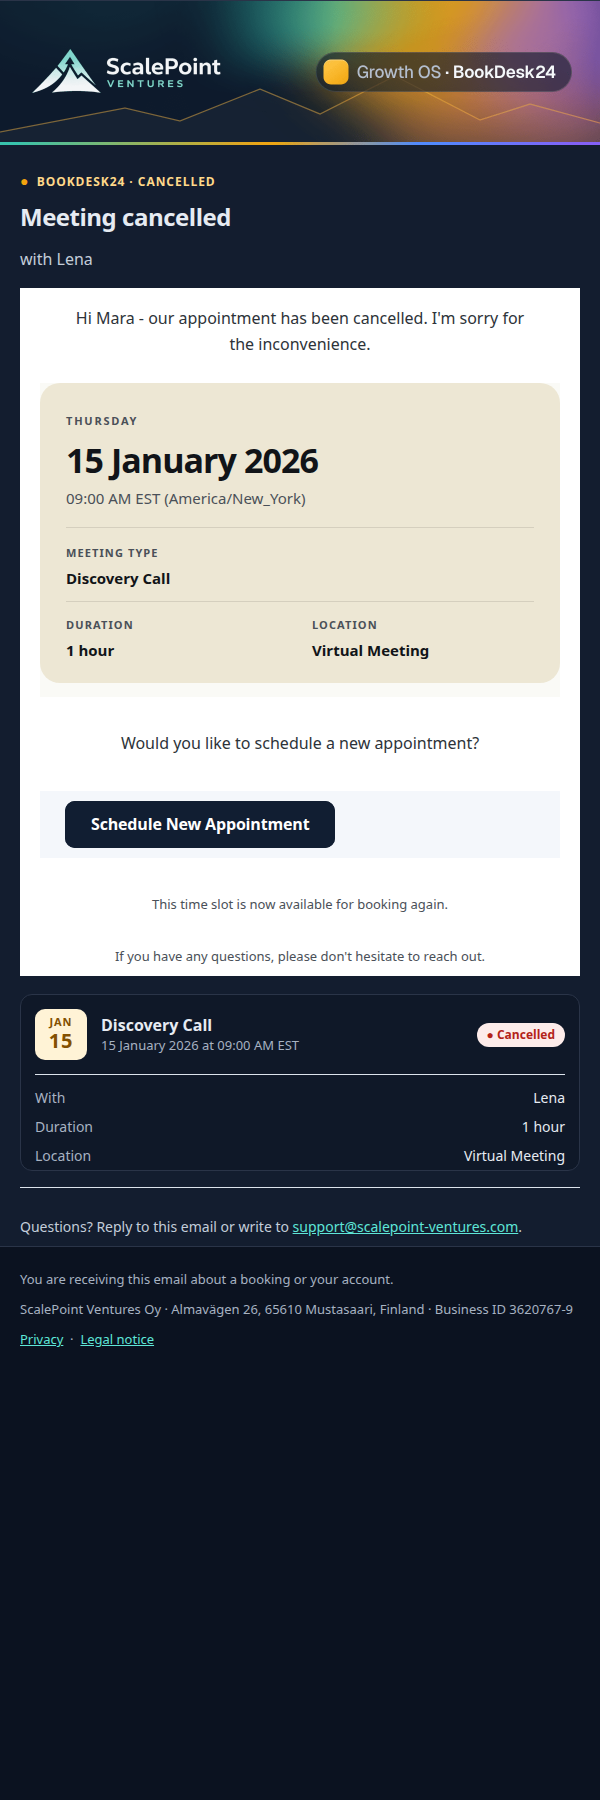 ScalePoint
VENTURES
Growth OS · BookDesk24
• BOOKDESK24 · CANCELLED
Meeting cancelled
with Lena
Hi Mara - our appointment has been cancelled. I'm sorry for
the inconvenience.
THURSDAY
15 January 2026
09:00 AM EST (America/New_York)
MEETING TYPE
Discovery Call
DURATION LOCATION
1 hour Virtual Meeting
Would you like to schedule a new appointment?
Schedule New Appointment
This time slot is now available for booking again.
If you have any questions, please don't hesitate to reach out.
JAN
15
Discovery Call
15 January 2026 at 09:00 AM EST
• Cancelled
With Lena
Duration 1 hour
Location Virtual Meeting
Questions? Reply to this email or write to support@scalepoint-ventures.com.
You are receiving this email about a booking or your account.
ScalePoint Ventures Oy · Almavägen 26, 65610 Mustasaari, Finland · Business ID 3620767-9
Privacy · Legal notice